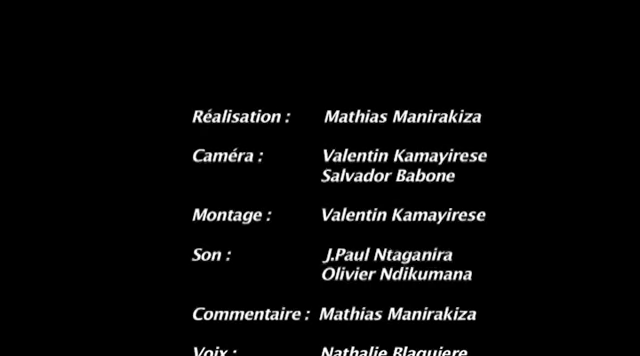 Réalisation : Mathias Manirakiza
Caméra : Valentin Kamayirese
Salvador Babone
Montage : Valentin Kamayirese
Son : J.Paul Ntaganira
Olivier Ndikumana
Commentaire : Mathias Manirakiza
Voix : Nathalie